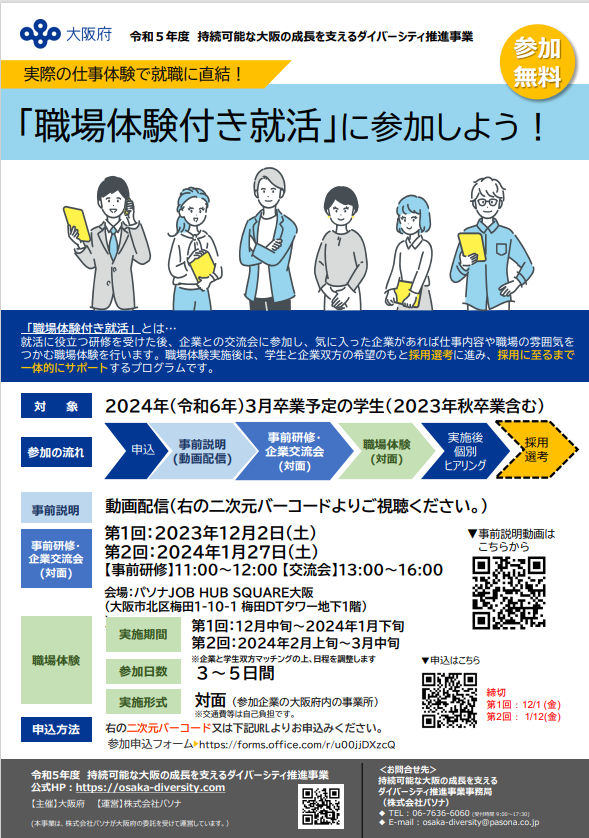 大阪府
令和５年度 持続可能な大阪の成長を支えるダイバーシティ推進事業
参加
無料
実際の仕事体験で就職に直結！
「職場体験付き就活」に参加しよう！
「職場体験付き就活」とは…
就活に役立つ研修を受けた後、企業との交流会に参加し、気に入った企業があれば仕事内容や職場の雰囲気を
つかむ職場体験を行います。職場体験実施後は、学生と企業双方の希望のもと採用選考に進み、採用に至るまで
一体的にサポートするプログラムです。
対 象
2024年(令和6年)3月卒業予定の学生(2023年秋卒業含む)
参加の流れ
申込
事前説明
(動画配信)
事前研修・
企業交流会
(対面)
職場体験
(対面)
実施後
個別
ヒアリング
採用
選考
事前説明
動画配信(右の二次元バーコードよりご視聴ください。)
事前研修・
企業交流会
(対面)
第1回：2023年12月2日(土)
第2回：2024年1月27日(土)
【事前研修】11:00～12:00 【交流会】13:00～16:00
会場：パソナJOB HUB SQUARE大阪
(大阪市北区梅田1-10-1 梅田DTタワー地下1階)
▼事前説明動画は
こちらから
職場体験
実施期間
第1回：12月中旬～2024年1月下旬
第2回：2024年2月上旬～3月中旬
※企業と学生双方マッチングの上、日程を調整します
参加日数
３～５日間
実施形式
対面（参加企業の大阪府内の事業所）
※交通費等は自己負担です。
▼申込はこちら
締切
第1回： 12/1 (金)
第2回： 1/12(金)
申込方法
右の二次元バーコード又は下記URLよりお申込みください。
参加申込フォーム▶https://forms.office.com/r/u00jjDXzcQ
令和５年度 持続可能な大阪の成長を支えるダイバーシティ推進事業
公式HP：https://osaka-diversity.com
【主催】大阪府 【運営】株式会社パソナ
(本事業は、株式会社パソナが大阪府の委託を受けて運営しています。)
＜お問合せ先＞
持続可能な大阪の成長を支える
ダイバーシティ推進事業事務局
（株式会社パソナ）
◆ TEL：06-7636-6060 (受付時間 9:00～17:30)
◆ E-mail：osaka-diversity@pasona.co.jp